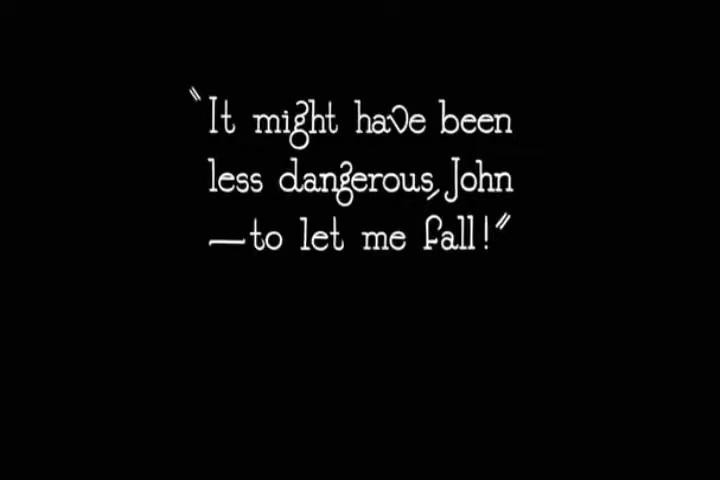 "It might have been
less dangerous, John
—to let me fall!"